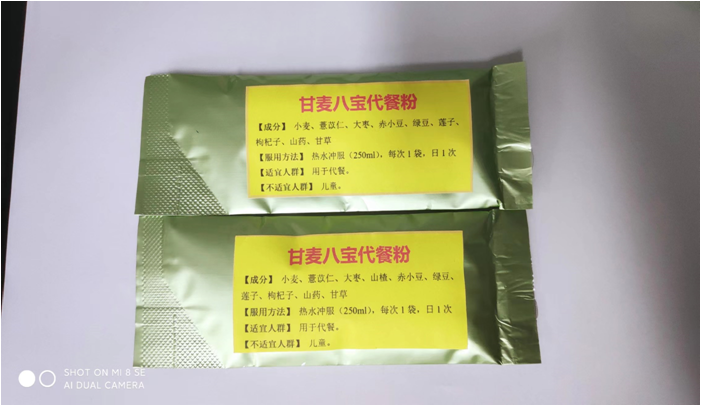 甘麦八宝代餐粉
【成分】 小麦、薏苡仁、大枣、赤小豆、绿豆、莲子、
枸杞子、山药、甘草
【服用方法】 热水冲服（250ml），每次1袋，日1次
【适宜人群】 用于代餐。
【不适宜人群】 儿童。
甘麦八宝代餐粉
【成分】 小麦、薏苡仁、大枣、山楂、赤小豆、绿豆、
莲子、枸杞子、山药、甘草
【服用方法】 热水冲服（250ml），每次1袋，日1次
【适宜人群】 用于代餐。
【不适宜人群】 儿童。
SHOT ON MI 8 SE
AI DUAL CAMERA